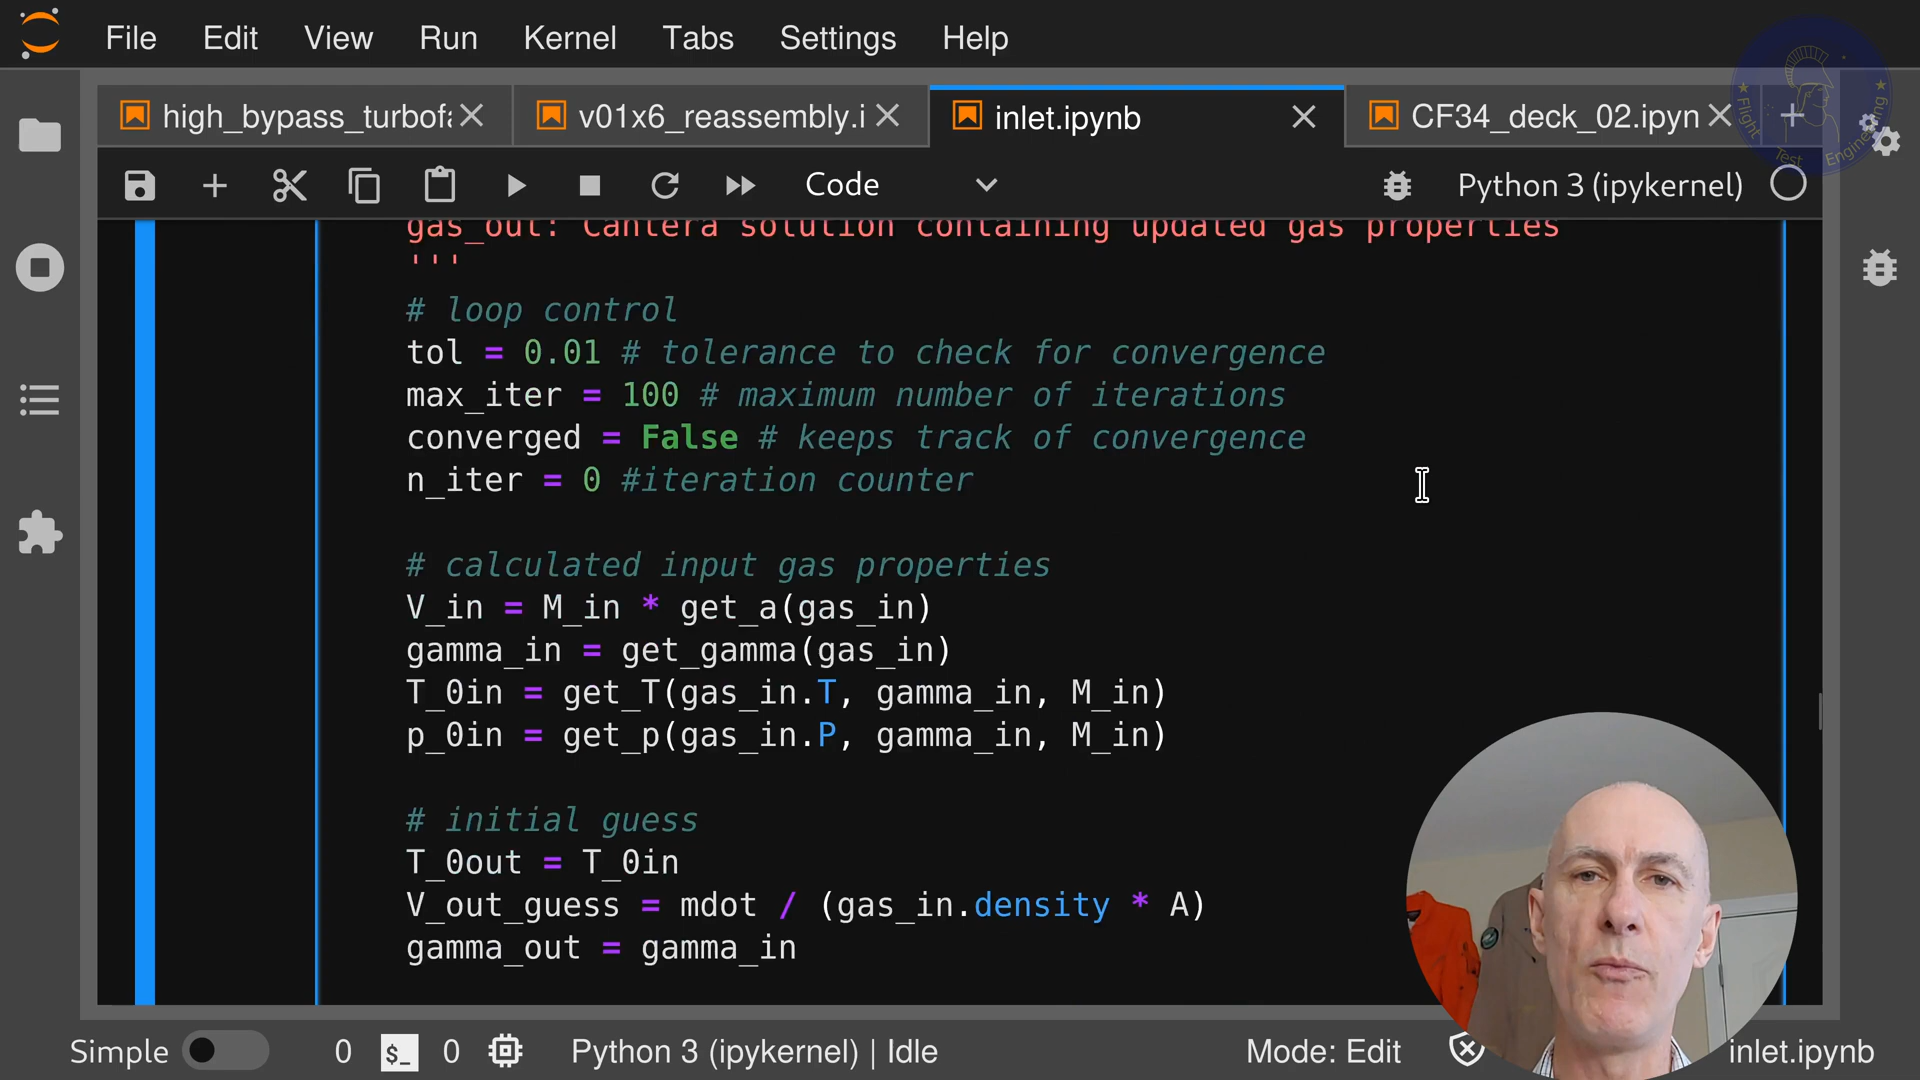 File Edit View Run Kernel Tabs Settings Help
high_bypass_turbofa
v01x6_reassembly.i
inlet.ipynb
CF34_deck_02.ipyn
Flight Test Engineering
Code
Python 3 (ipykernel)
gas_out: Cantera solution containing updated gas properties
'''
# loop control
tol = 0.01 # tolerance to check for convergence
max_iter = 100 # maximum number of iterations
converged = False # keeps track of convergence
n_iter = 0 #iteration counter
# calculated input gas properties
V_in = M_in * get_a(gas_in)
gamma_in = get_gamma(gas_in)
T_0in = get_T(gas_in.T, gamma_in, M_in)
p_0in = get_p(gas_in.P, gamma_in, M_in)
# initial guess
T_0out = T_0in
V_out_guess = mdot / (gas_in.density * A)
gamma_out = gamma_in
Simple 0 $_ 0 Python 3 (ipykernel) | Idle Mode: Edit inlet.ipynb